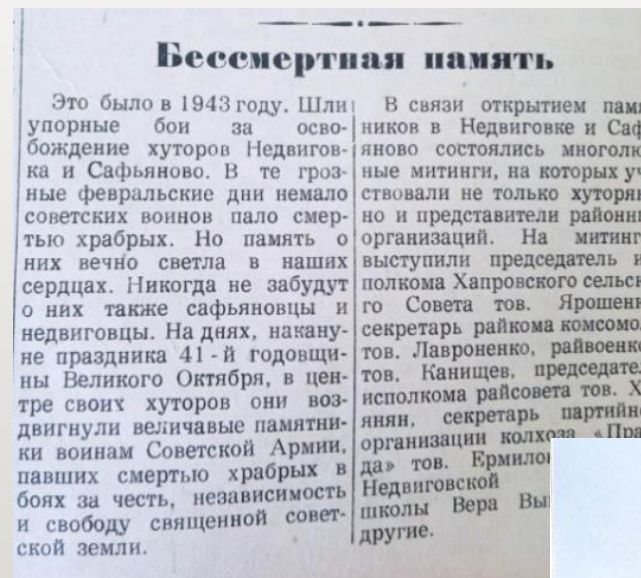 Бессмертная память
Это было в 1943 году. Шли
упорные бои за осво-
бождение хуторов Недвигов-
ка и Сафьяново. В те гроз-
ные февральские дни немало
советских воинов пало смер-
тью храбрых. Но память о
них вечно светла в наших
сердцах. Никогда не забудут
о них также сафьяновцы и
недвиговцы. На днях, накану-
не праздника 41-й годовщи-
ны Великого Октября, в цен-
тре своих хуторов они воз-
двигнули величавые памятни-
ки воинам Советской Армии,
павших смертью храбрых в
боях за честь, независимость
и свободу священной совет-
ской земли.
В связи открытием пам
ников в Недвиговке и Саф
яново состоялись многолю
ные митинги, на которых уч
ствовали не только хуторян
но и представители районн
организаций. На митинг
выступили председатель и
полкома Хапровского сельск
го Совета тов. Ярошенк
секретарь райкома комсомо
тов. Лавроненко, райвоенк
тов. Канищев, председател
исполкома райсовета тов. Х
янян, секретарь партийн
организации колхоза «Пра
да» тов. Ермило
Недвиговской
школы Вера Вы
другие.